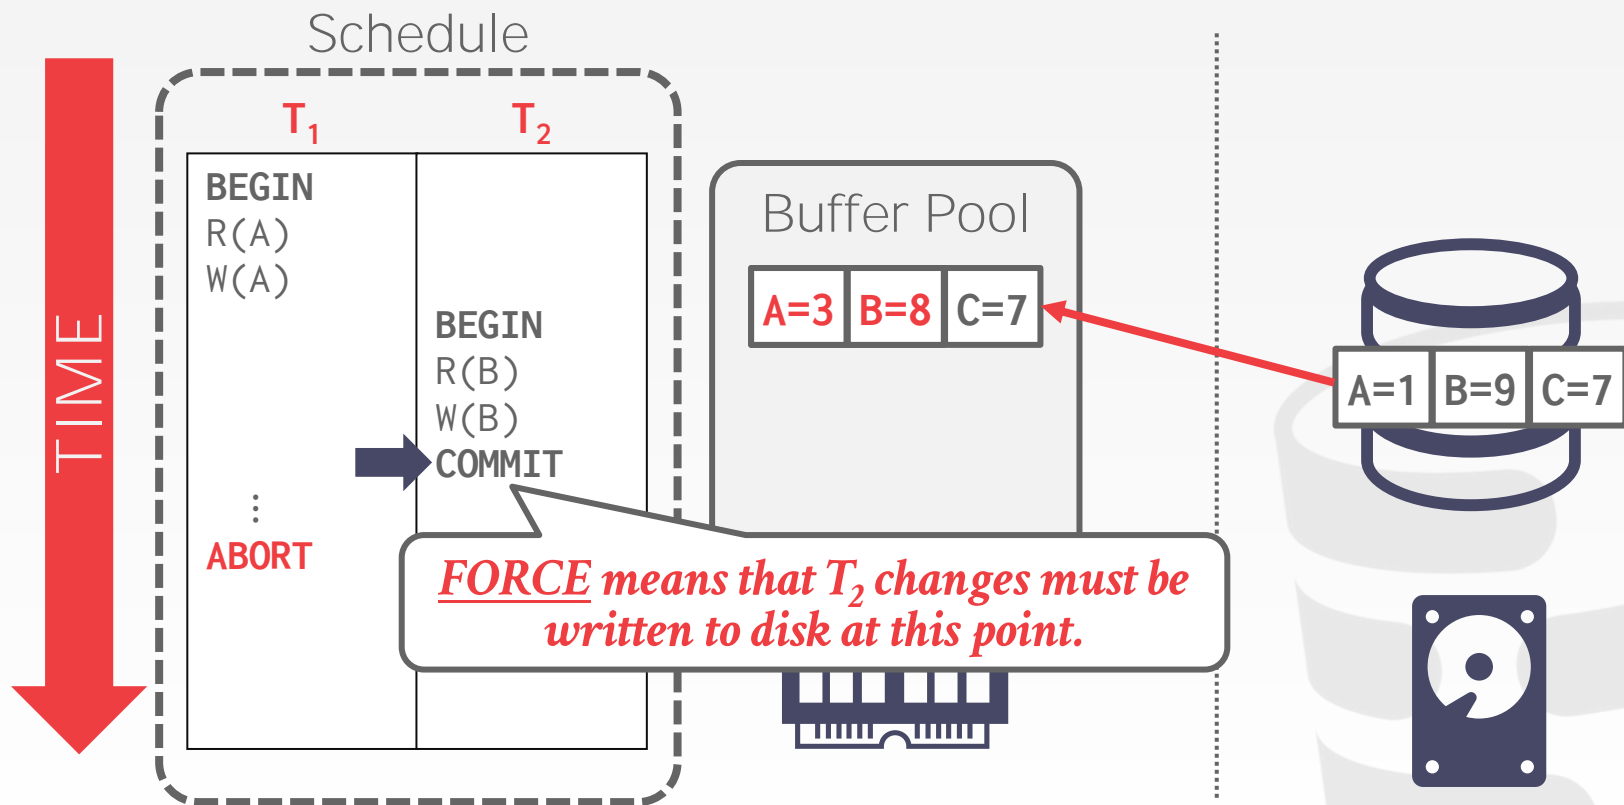 Schedule
TIME
T1 T2
BEGIN
R(A)
W(A)
⋮
ABORT
BEGIN
R(B)
W(B)
COMMIT
Buffer Pool
A=3 B=8 C=7
A=1 B=9 C=7
FORCE means that T2 changes must be
written to disk at this point.